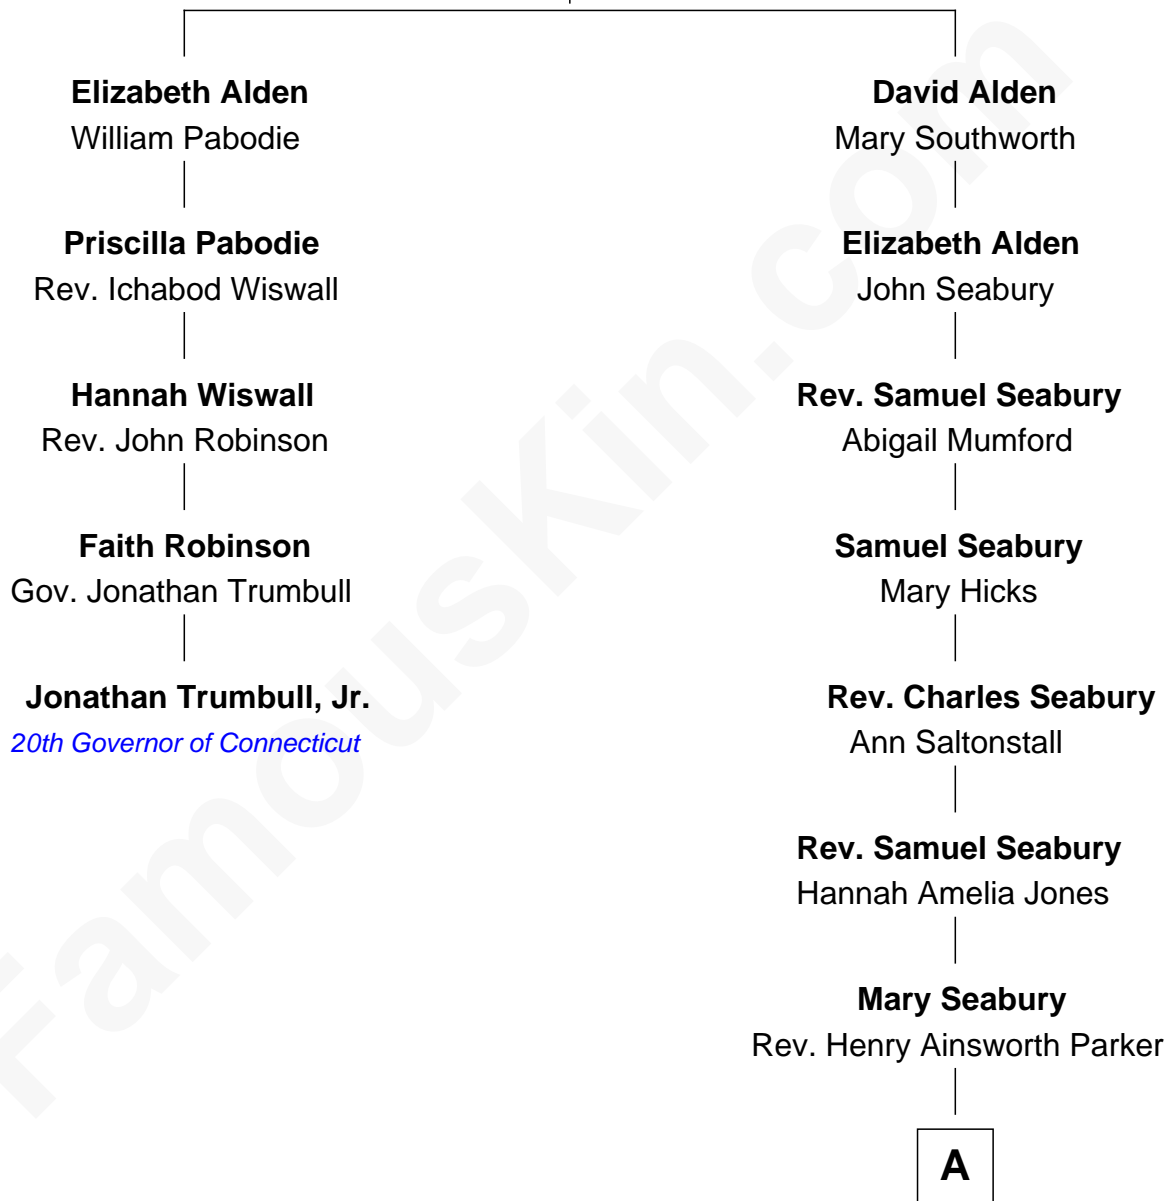 Elizabeth Alden
William Pabodie
Priscilla Pabodie
Rev. Ichabod Wiswall
Hannah Wiswall
Rev. John Robinson
Faith Robinson
Gov. Jonathan Trumbull
Jonathan Trumbull, Jr.
20th Governor of Connecticut
David Alden
Mary Southworth
Elizabeth Alden
John Seabury
Rev. Samuel Seabury
Abigail Mumford
Samuel Seabury
Mary Hicks
Rev. Charles Seabury
Ann Saltonstall
Rev. Samuel Seabury
Hannah Amelia Jones
Mary Seabury
Rev. Henry Ainsworth Parker
A
FamousKin.com